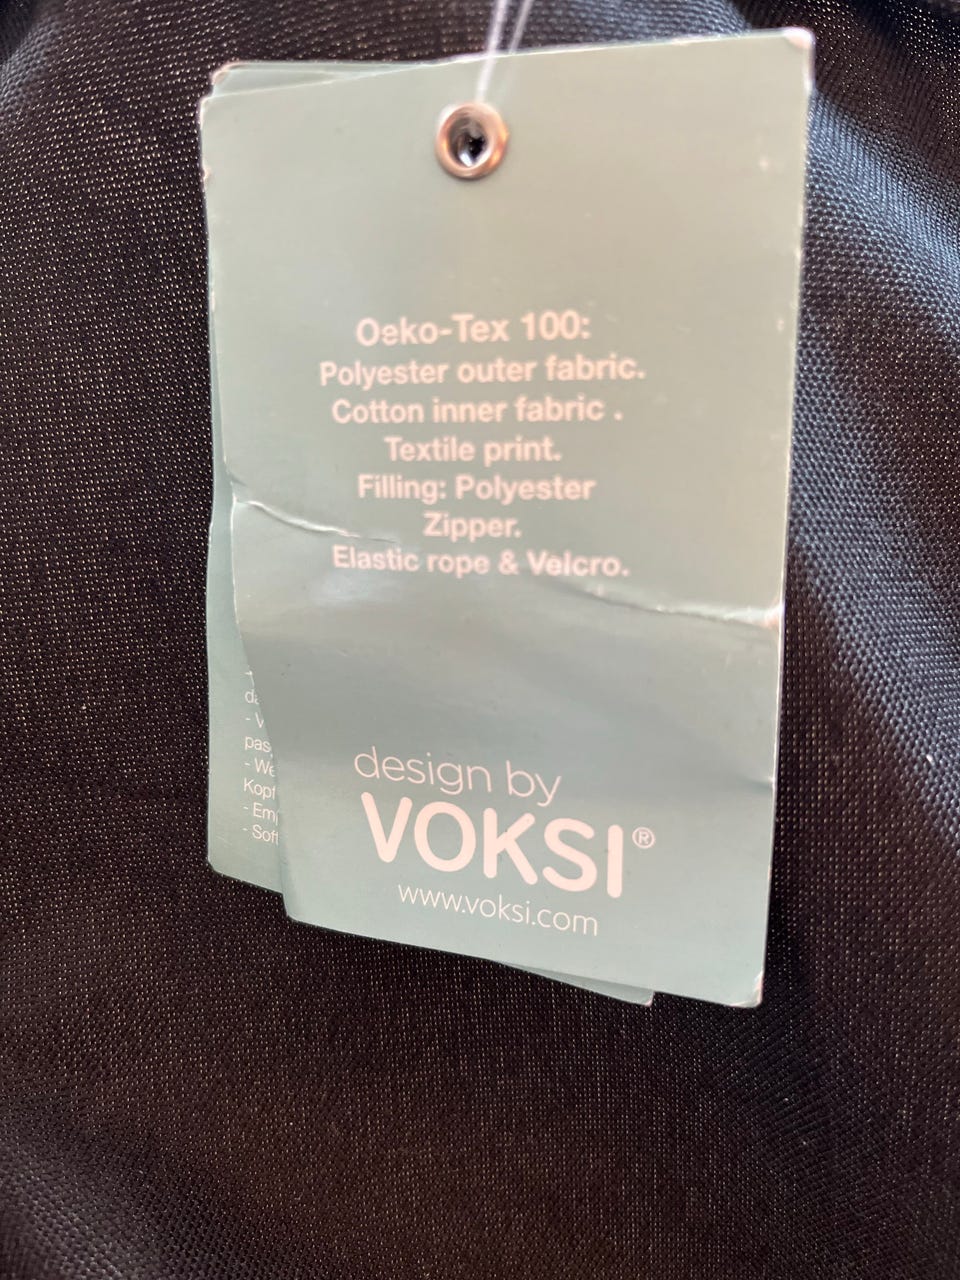 Oeko-Tex 100:
Polyester outer fabric.
Cotton inner fabric .
Textile print.
Filling: Polyester
Zipper.
Elastic rope & Velcro.
design by
VOKSI®
www.voksi.com